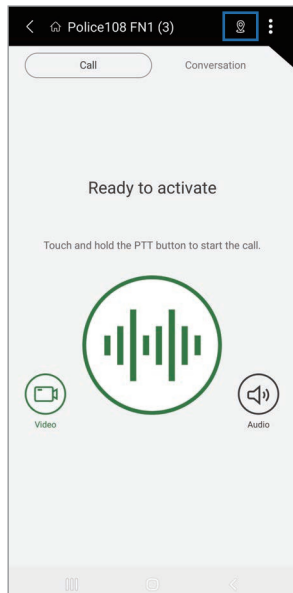 Police108 FN1 (3)
Call
Conversation
Ready to activate
Touch and hold the PTT button to start the call.
Video
Audio